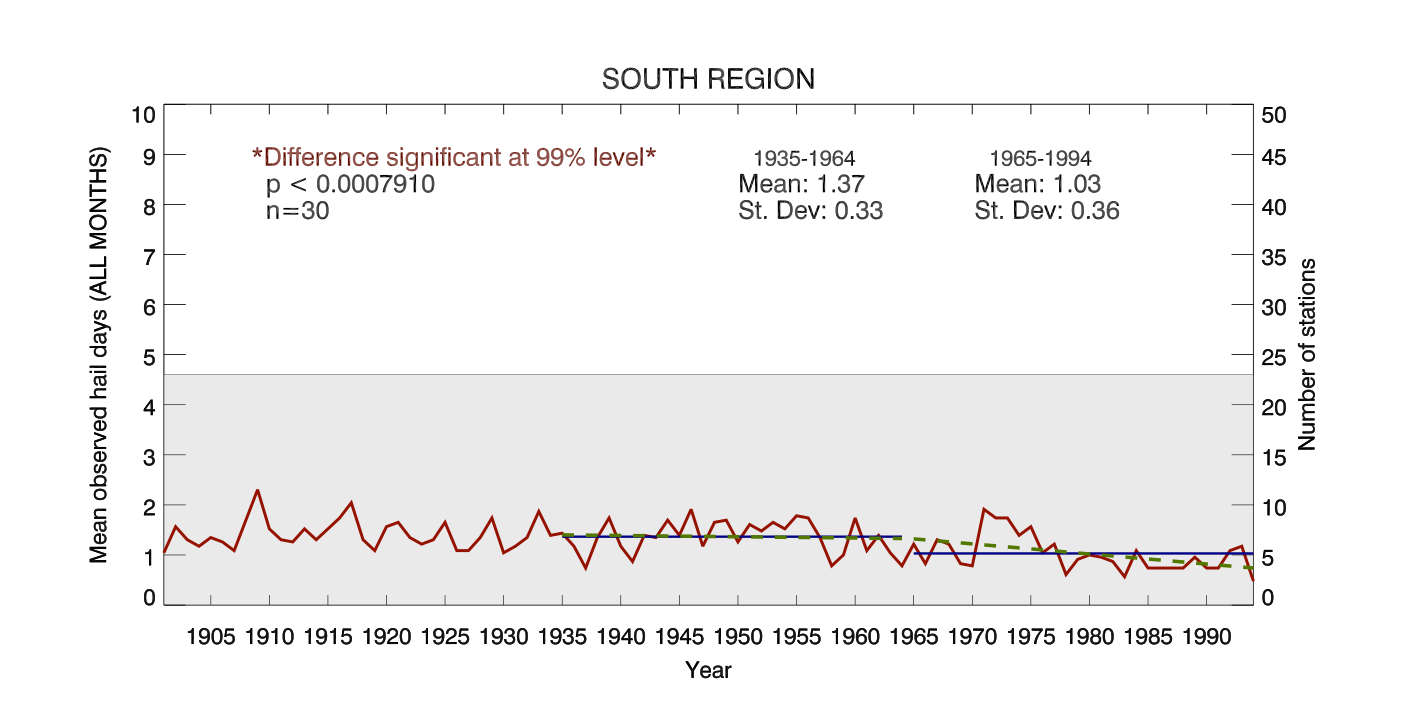 SOUTH REGION
*Difference significant at 99% level*
p < 0.0007910
n=30
1935-1964
Mean: 1.37
St. Dev: 0.33
1965-1994
Mean: 1.03
St. Dev: 0.36
Mean observed hail days (ALL MONTHS)
10
9
8
7
6
5
4
3
2
1
0
50
45
40
35
30
25
20
15
10
5
0
Number of stations
1905 1910 1915 1920 1925 1930 1935 1940 1945 1950 1955 1960 1965 1970 1975 1980 1985 1990
Year